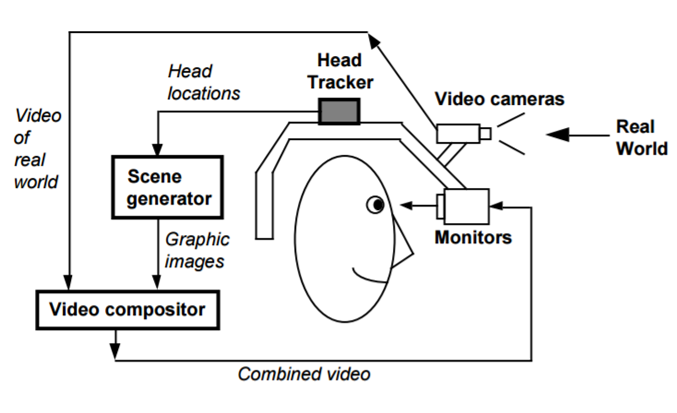 Head
Tracker
Head
locations
Video cameras
Video
of
real
world
Real
World
Scene
generator
Monitors
Graphic
images
Video compositor
Combined video